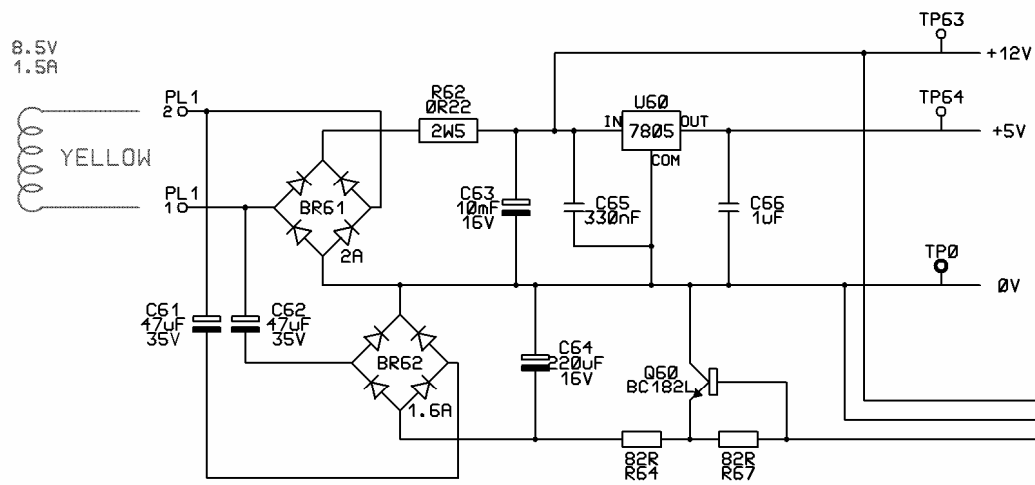 8.5V
1.5A
YELLOW
PL1
2
PL1
1
R62
0R22
2W5
BR61
2A
C63
10mF
16V
C65
330nF
U60
IN
7805
OUT
COM
C66
1uF
TP63
+12V
TP64
+5V
TP0
0V
C61
47uF
35V
C62
47uF
35V
BR62
1.6A
C64
220uF
16V
Q60
BC182L
82R
R64
82R
R67